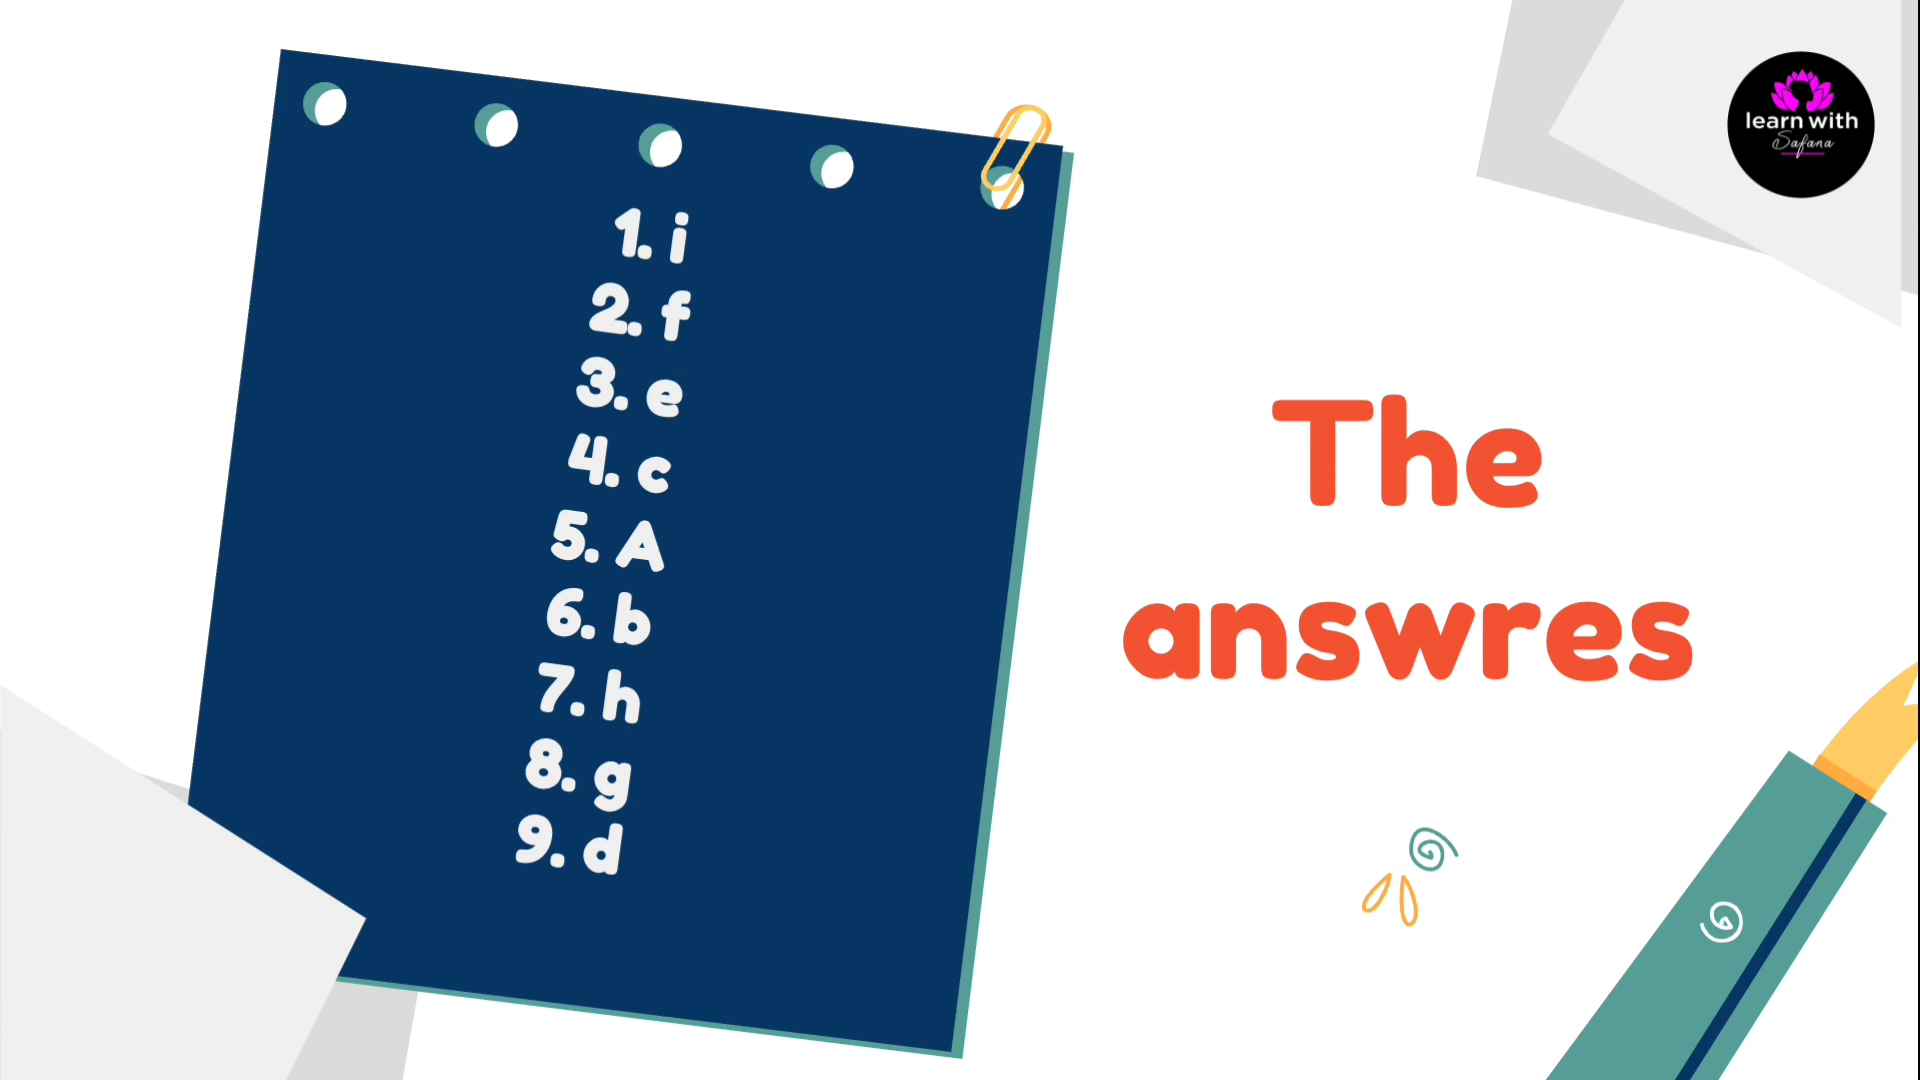 learn with
Safana
1. i
2. f
3. e
4. c
5. A
6. b
7. h
8. g
9. d
The
answres